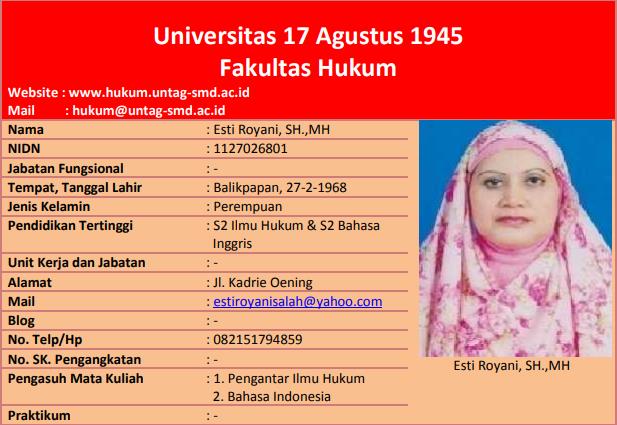 Universitas 17 Agustus 1945
Fakultas Hukum
Website : www.hukum.untag-smd.ac.id
Mail : hukum@untag-smd.ac.id
Nama : Esti Royani, SH.,MH
NIDN : 1127026801
Jabatan Fungsional : -
Tempat, Tanggal Lahir : Balikpapan, 27-2-1968
Jenis Kelamin : Perempuan
Pendidikan Tertinggi : S2 Ilmu Hukum & S2 Bahasa
Inggris
Unit Kerja dan Jabatan : -
Alamat : Jl. Kadrie Oening
Mail : estiroyanisalah@yahoo.com
Blog : -
No. Telp/Hp : 082151794859
No. SK. Pengangkatan : -
Pengasuh Mata Kuliah : 1. Pengantar Ilmu Hukum
2. Bahasa Indonesia
Praktikum : -
Esti Royani, SH.,MH